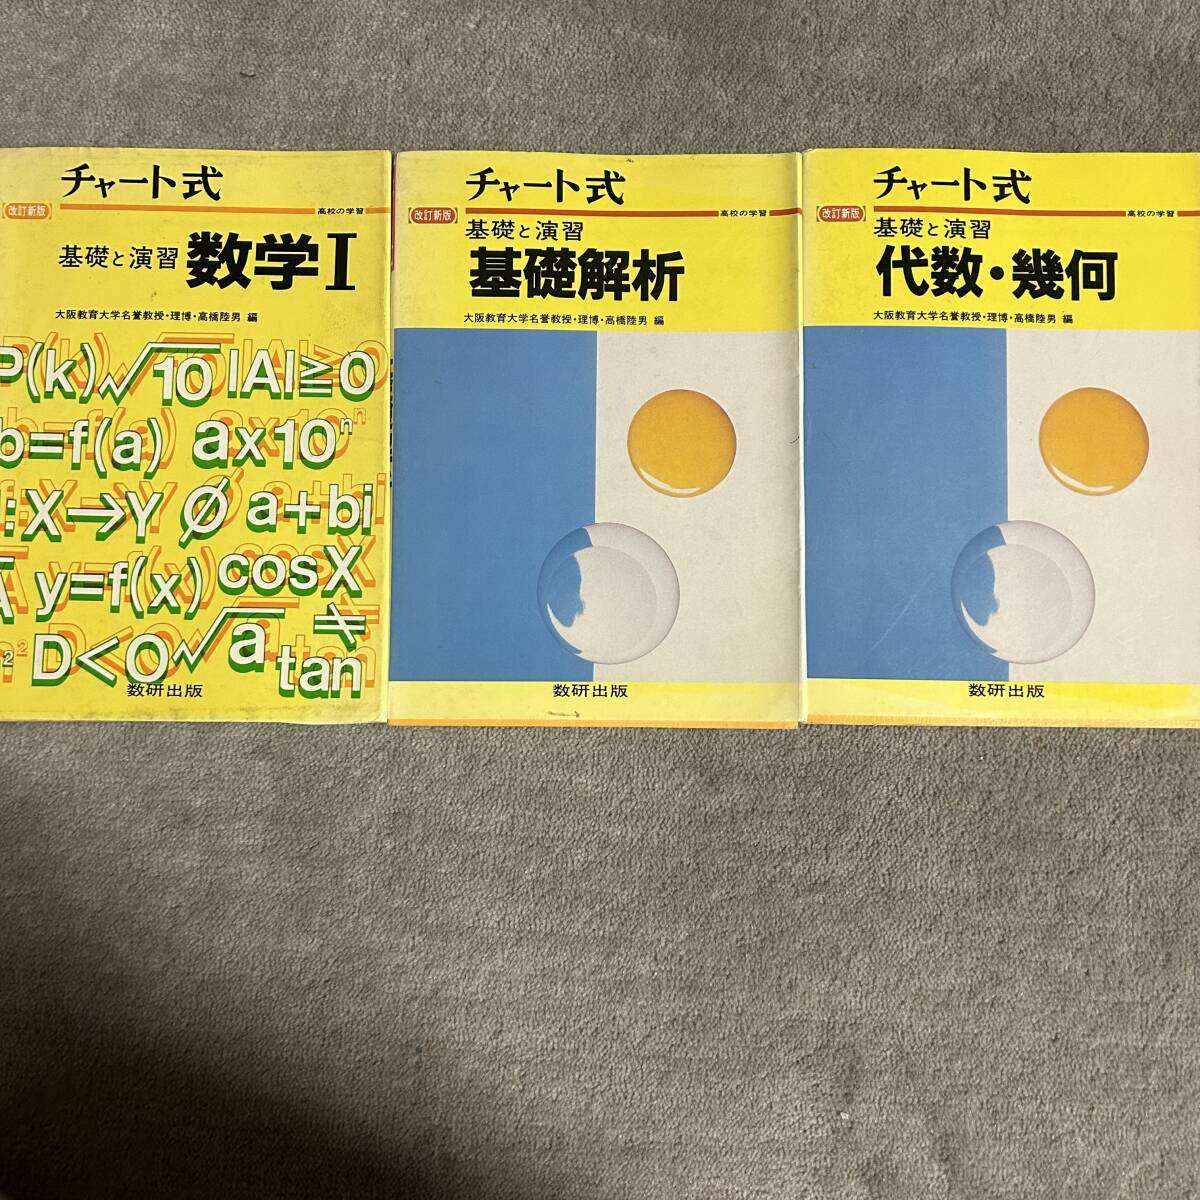 チャート式
改訂新版
高校の学習
基礎と演習 数学I
大阪教育大学名誉教授・理博・高橋陸男 編
P(k) √10 |A|≧0
b=f(a) ax10ⁿ
:X→Y ∅ a+bi
y=f(x) cosX
≠
D<0 √a tan
数研出版
チャート式
改訂新版
高校の学習
基礎と演習
基礎解析
大阪教育大学名誉教授・理博・高橋陸男 編
数研出版
チャート式
改訂新版
高校の学習
基礎と演習
代数・幾何
大阪教育大学名誉教授・理博・高橋陸男 編
数研出版